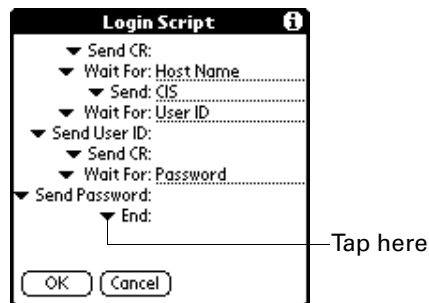 Login Script i
Send CR:
Wait For: Host Name
Send: CIS
Wait For: User ID
Send User ID:
Send CR:
Wait For: Password
Send Password:
End:
Tap here
OK Cancel